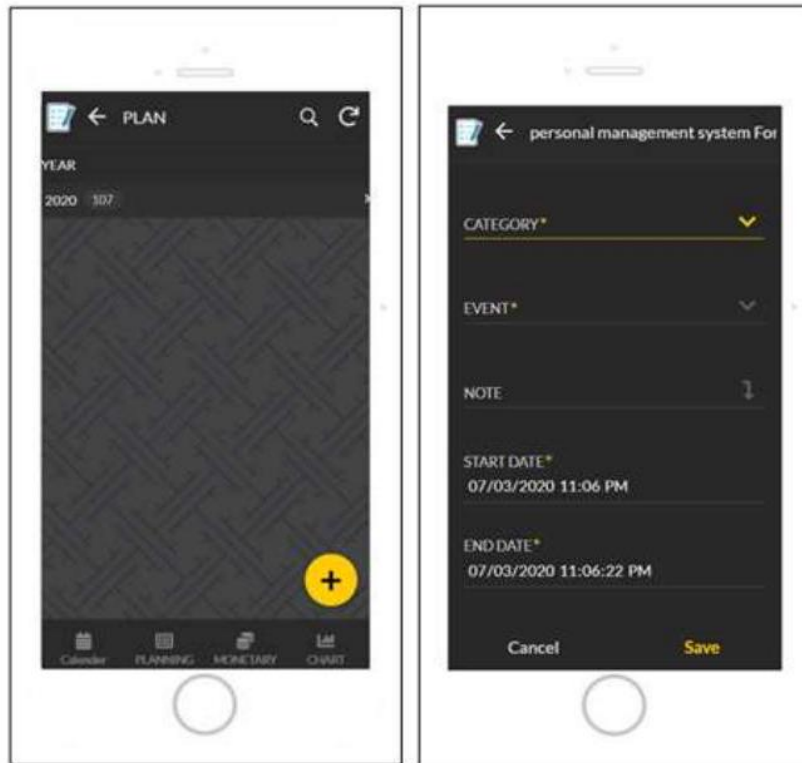 PLAN
YEAR
2020 107
Calender PLANNING MONETARY CHART
personal management system For
CATEGORY*
EVENT*
NOTE
START DATE*
07/03/2020 11:06 PM
END DATE*
07/03/2020 11:06:22 PM
Cancel Save